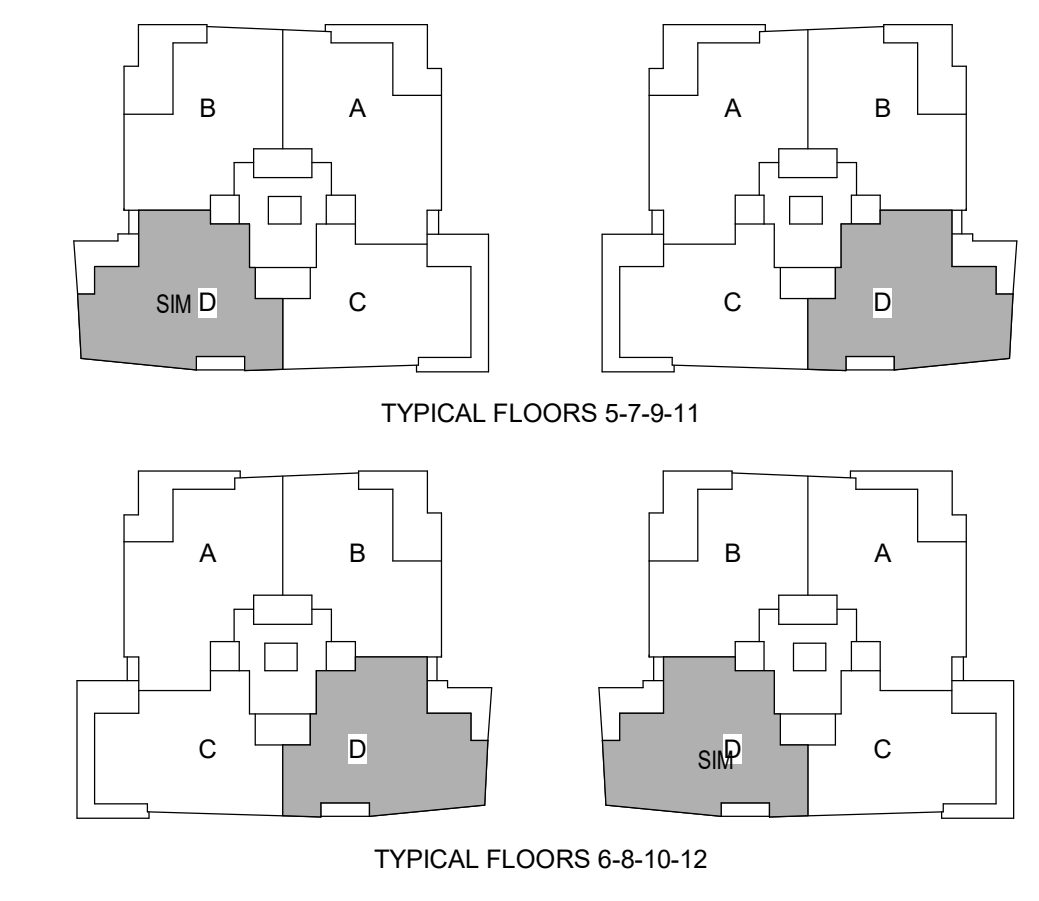 B A A B
SIM D C C D
TYPICAL FLOORS 5-7-9-11
A B B A
C D SIM D C
TYPICAL FLOORS 6-8-10-12